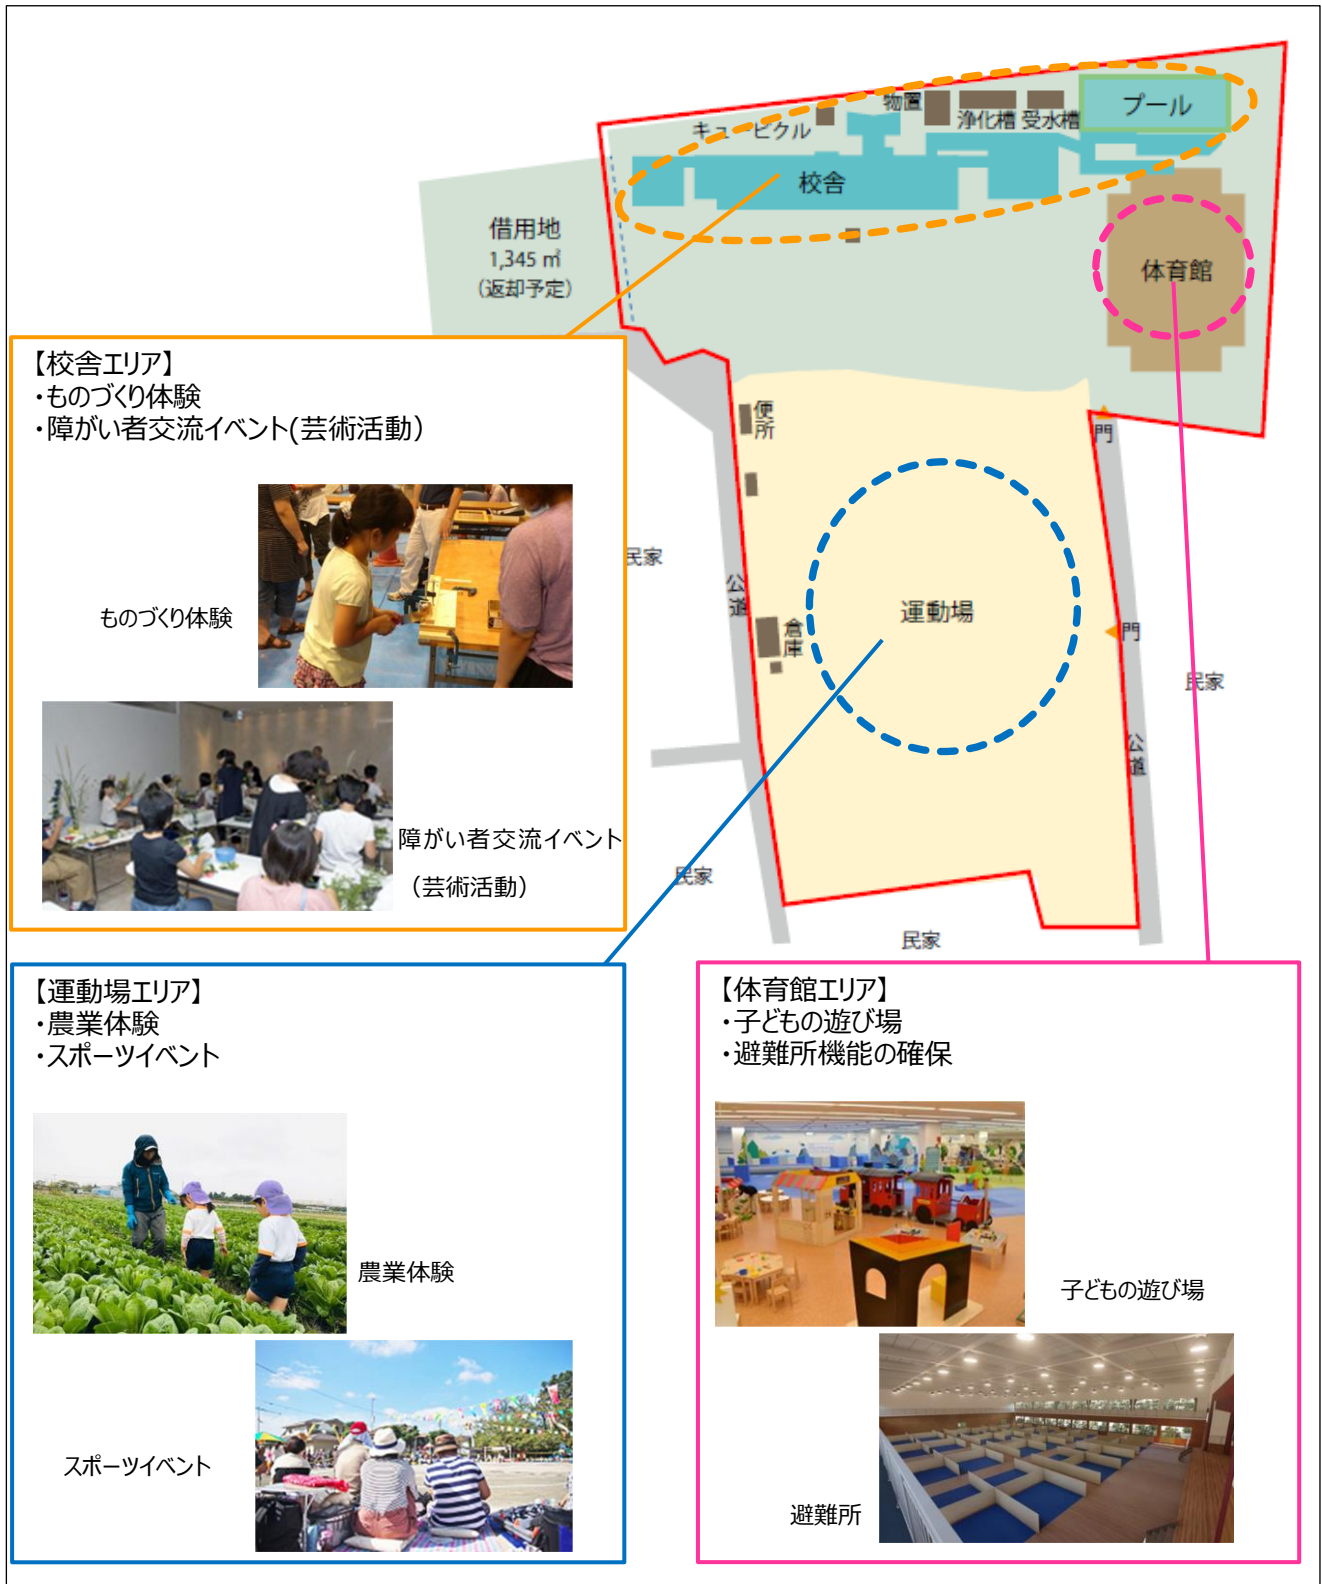 プール
物置
浄化槽 受水槽
キュービクル
校舎
借用地
1,345 ㎡
（返却予定）
体育館
【校舎エリア】
・ものづくり体験
・障がい者交流イベント(芸術活動）
ものづくり体験
障がい者交流イベント
（芸術活動）
便所
門
民家
公道
運動場
倉庫
門
民家
公道
民家
民家
【運動場エリア】
・農業体験
・スポーツイベント
農業体験
スポーツイベント
【体育館エリア】
・子どもの遊び場
・避難所機能の確保
子どもの遊び場
避難所